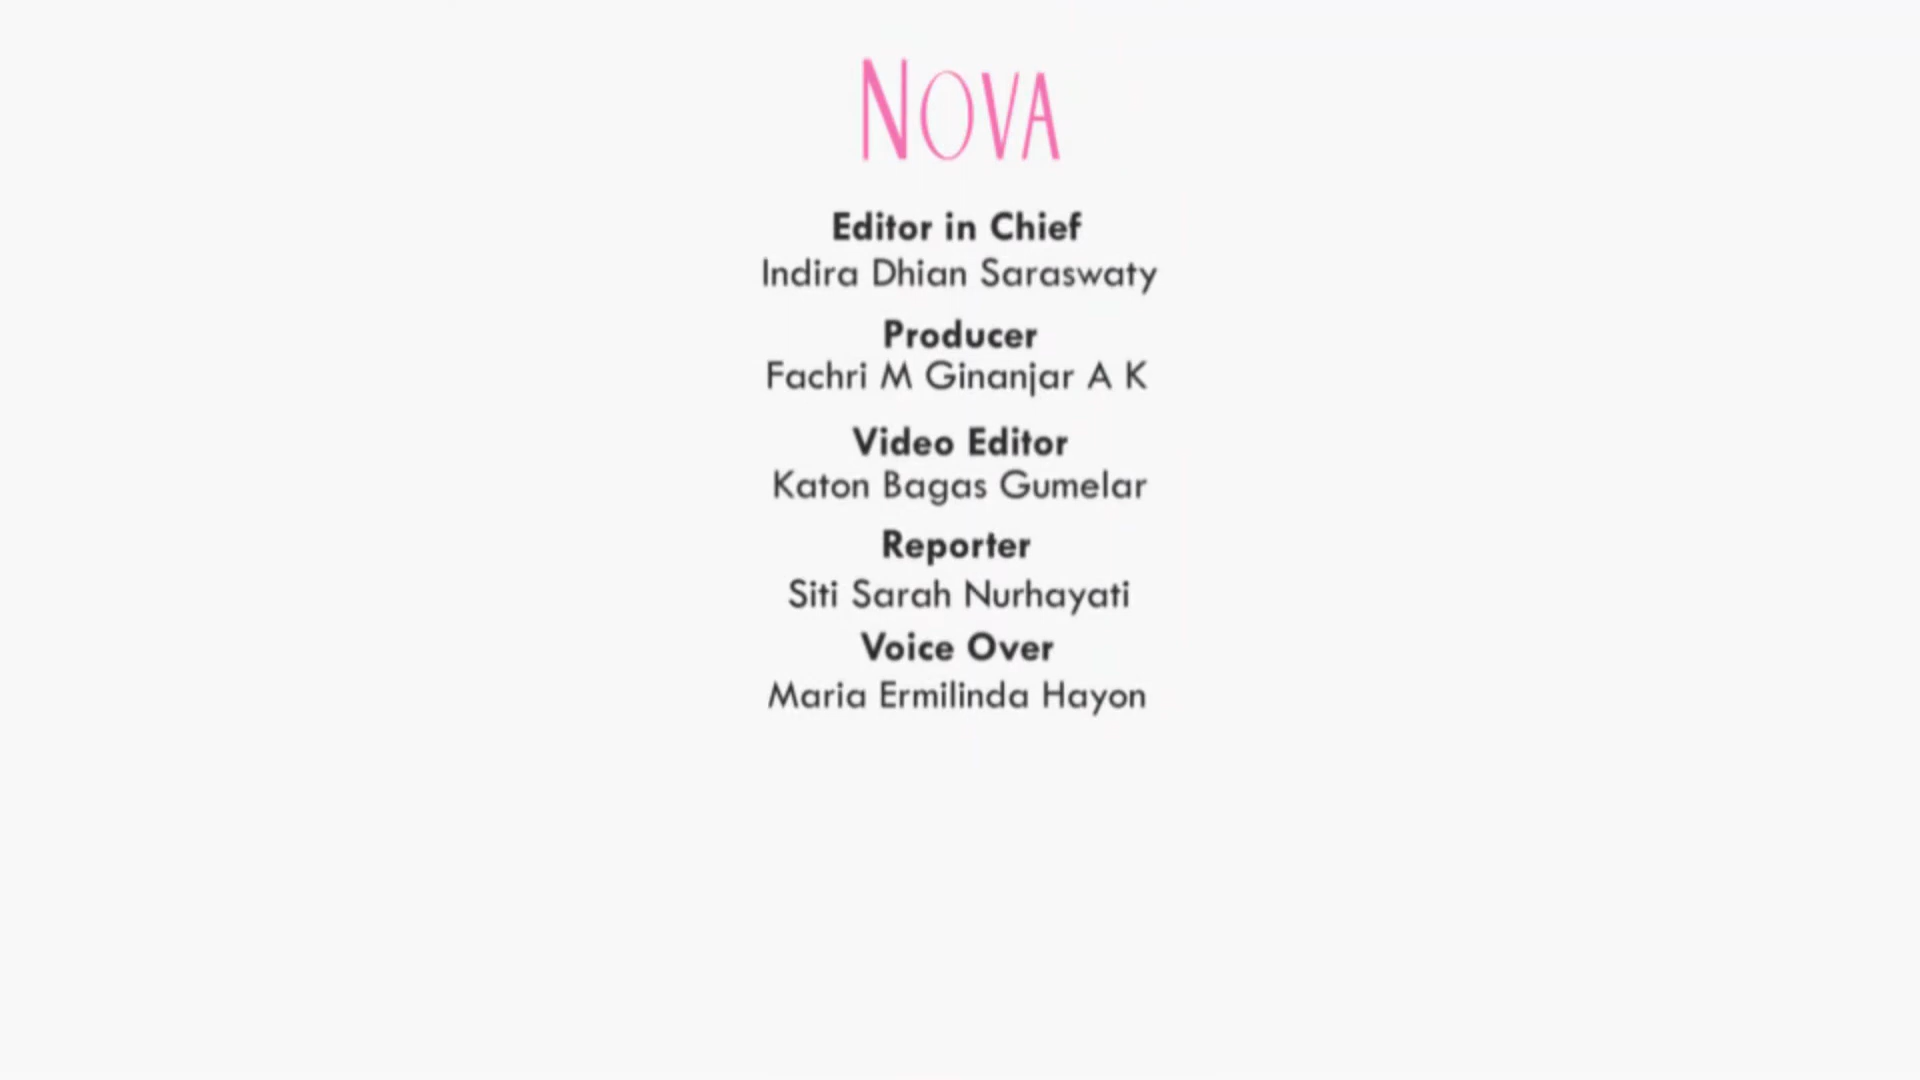 NOVA
Editor in Chief
Indira Dhian Saraswaty
Producer
Fachri M Ginanjar A K
Video Editor
Katon Bagas Gumelar
Reporter
Siti Sarah Nurhayati
Voice Over
Maria Ermilinda Hayon